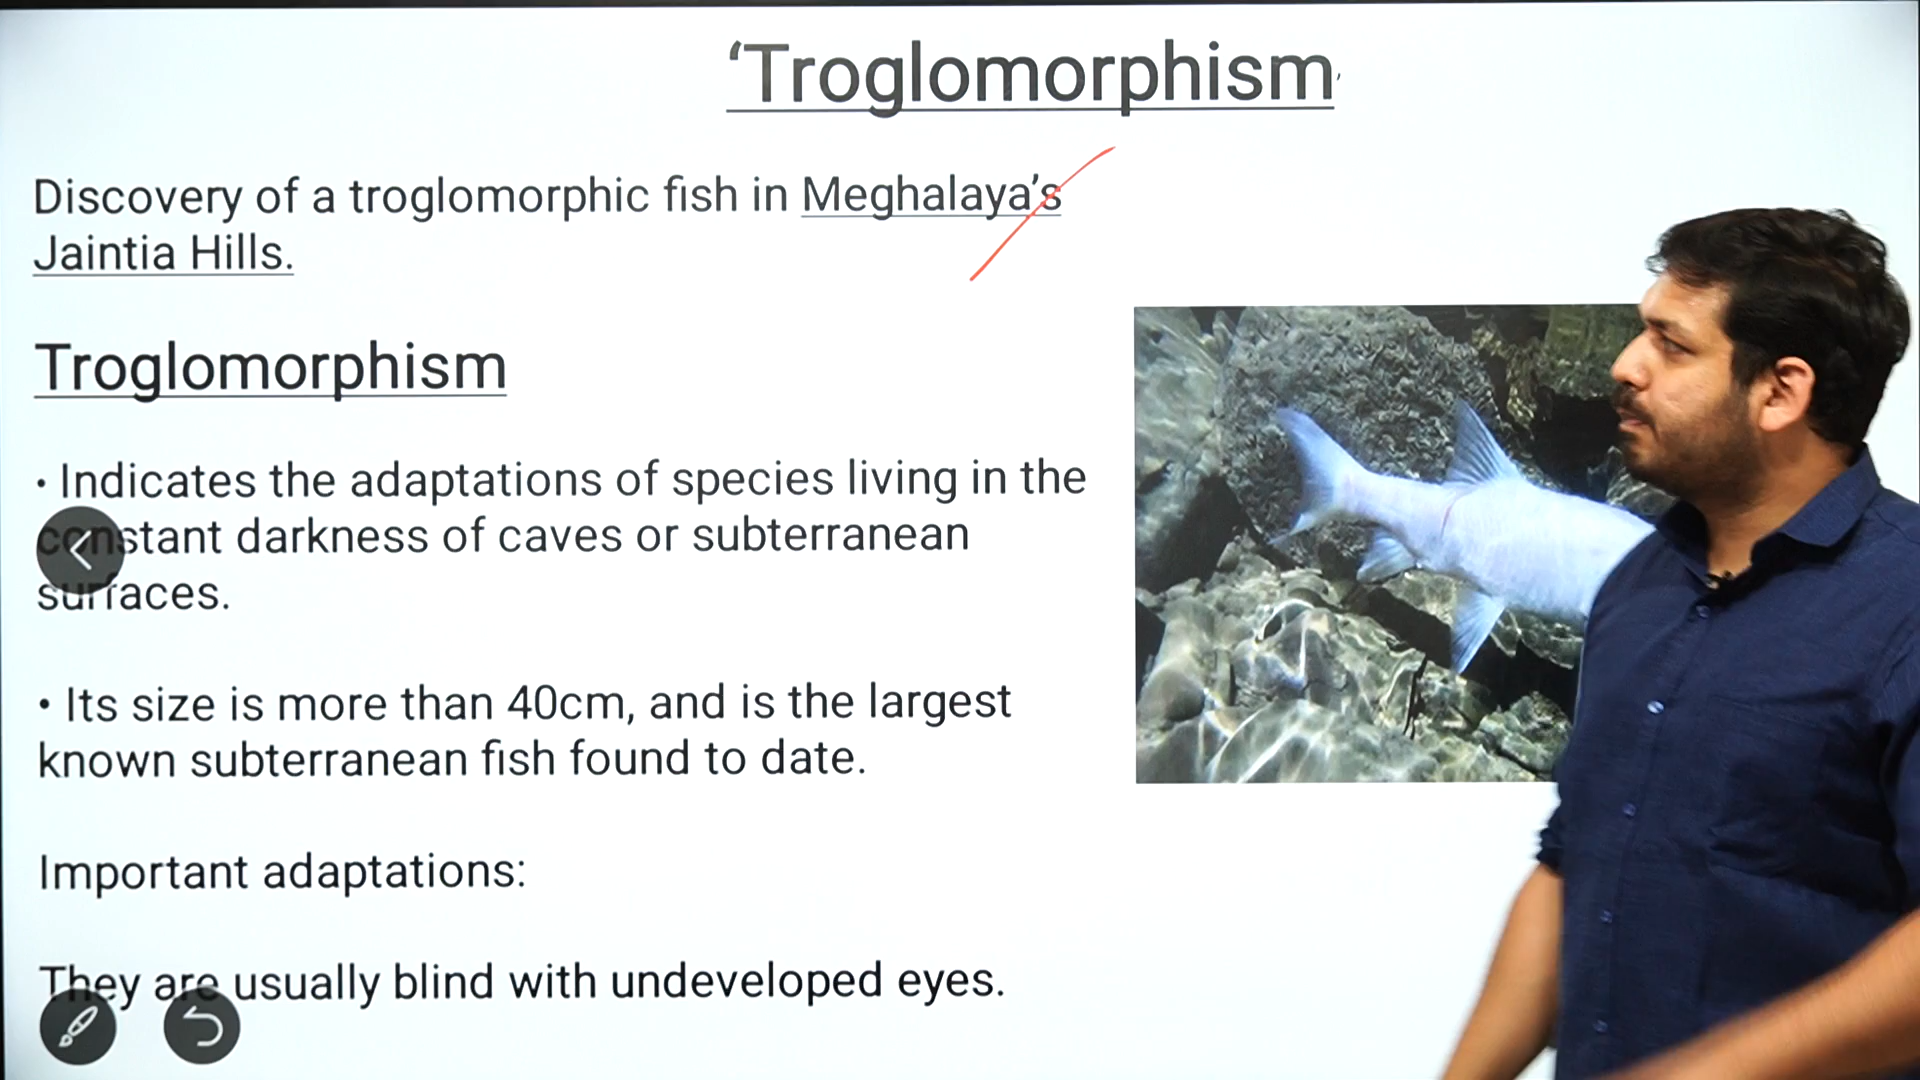 ‘Troglomorphism’
Discovery of a troglomorphic fish in Meghalaya’s
Jaintia Hills.
Troglomorphism
• Indicates the adaptations of species living in the
constant darkness of caves or subterranean
surfaces.
• Its size is more than 40cm, and is the largest
known subterranean fish found to date.
Important adaptations:
They are usually blind with undeveloped eyes.